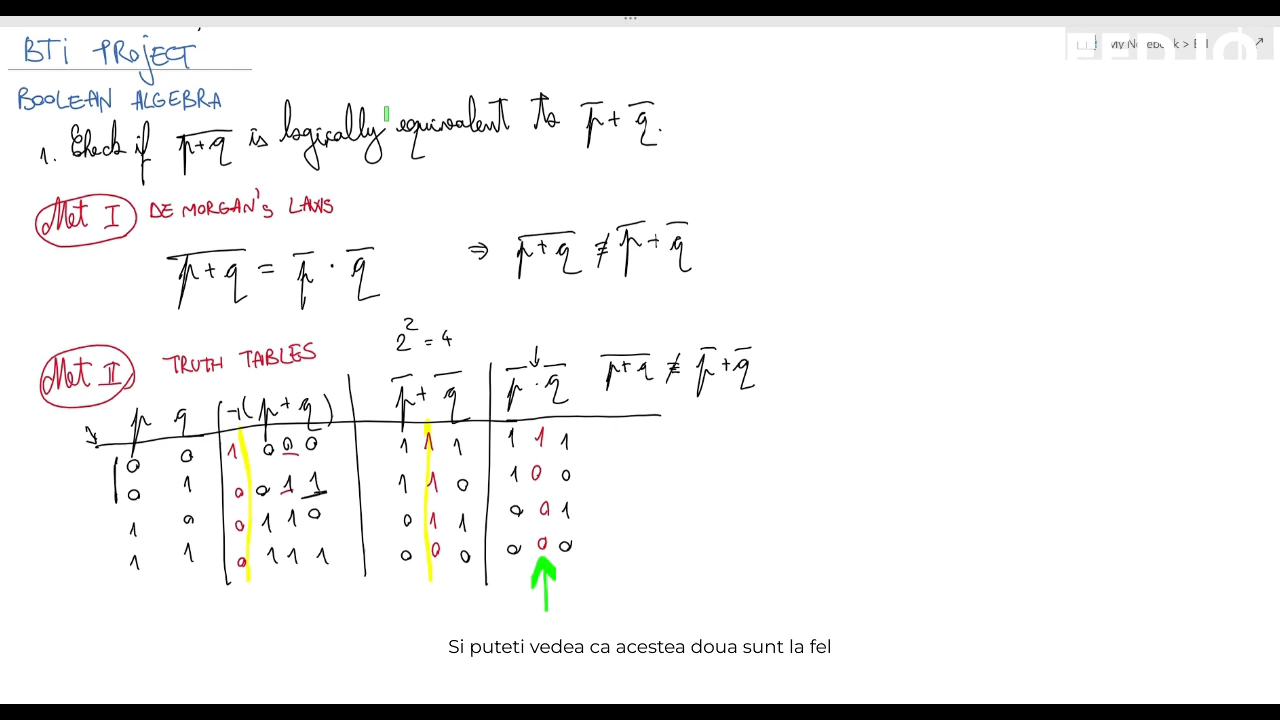 My Notebook > BTI
BTI PROJECT
BOOLEAN ALGEBRA
1. Check if p̅+̅q̅ is logically equivalent to p̅ + q̅.
Met I DE MORGAN'S LAWS
p̅+̅q̅ = p̅ · q̅ ⇒ p̅+̅q̅ ≢ p̅ + q̅
2² = 4
Met II TRUTH TABLES p̅+̅q̅ ≢ p̅ + q̅
p q ¬(p + q) p̅ + q̅ p̅ · q̅
0 0 1 0 0 0 1 1 1 1 1 1
0 1 0 0 1 1 1 1 0 1 0 0
1 0 0 1 1 0 0 1 1 0 0 1
1 1 0 1 1 1 0 0 0 0 0 0
Si puteti vedea ca acestea doua sunt la fel